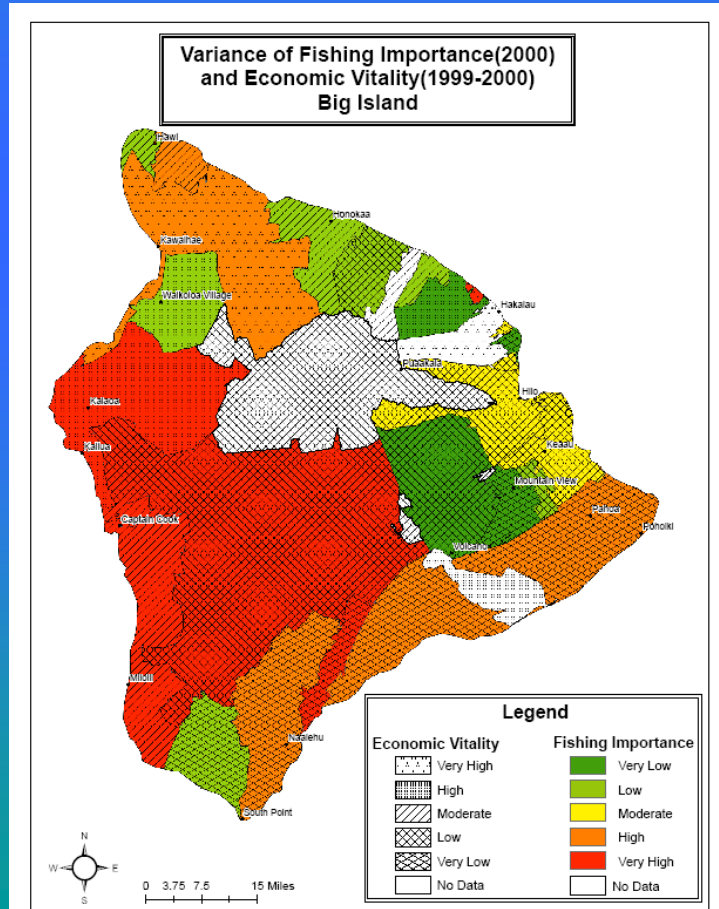 Variance of Fishing Importance(2000)
and Economic Vitality(1999-2000)
Big Island
Hawi
Honokaa
Kawaihae
Waikoloa Village
Hakalau
Puaakala
Kalaoa
Hilo
Kailua
Keaau
Mountain View
Captain Cook
Pahoa
Pohoiki
Volcano
Milolii
Naalehu
South Point
Legend
Economic Vitality Fishing Importance
Very High Very Low
High Low
Moderate Moderate
Low High
Very Low Very High
No Data No Data
N
W E
S
0 3.75 7.5 15 Miles